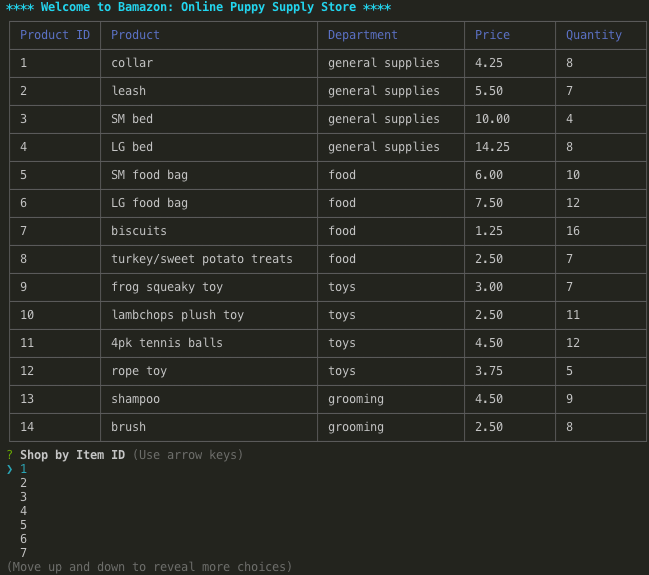 **** Welcome to Bamazon: Online Puppy Supply Store ****
Product ID Product Department Price Quantity
1 collar general supplies 4.25 8
2 leash general supplies 5.50 7
3 SM bed general supplies 10.00 4
4 LG bed general supplies 14.25 8
5 SM food bag food 6.00 10
6 LG food bag food 7.50 12
7 biscuits food 1.25 16
8 turkey/sweet potato treats food 2.50 7
9 frog squeaky toy toys 3.00 7
10 lambchops plush toy toys 2.50 11
11 4pk tennis balls toys 4.50 12
12 rope toy toys 3.75 5
13 shampoo grooming 4.50 9
14 brush grooming 2.50 8
? Shop by Item ID (Use arrow keys)
❯ 1
2
3
4
5
6
7
(Move up and down to reveal more choices)